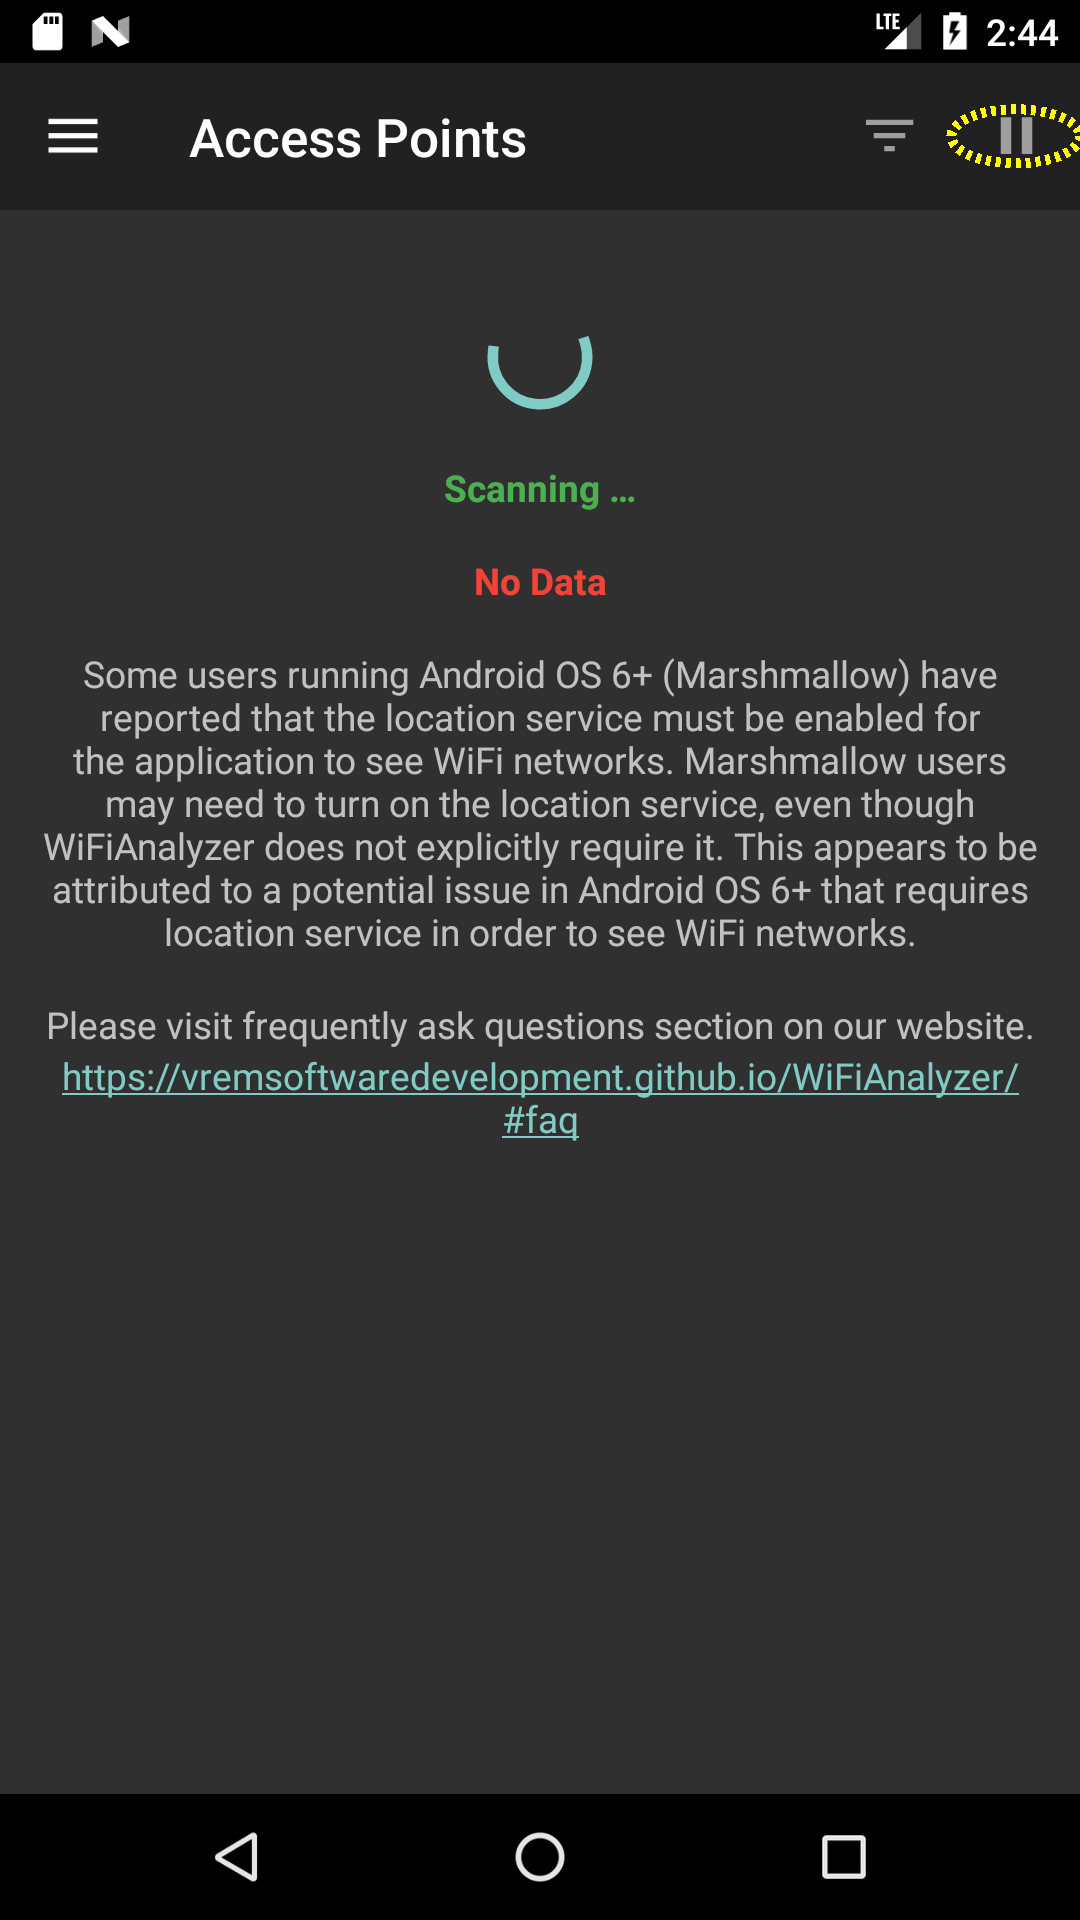 LTE 2:44
Access Points
Scanning ...
No Data
Some users running Android OS 6+ (Marshmallow) have
reported that the location service must be enabled for
the application to see WiFi networks. Marshmallow users
may need to turn on the location service, even though
WiFiAnalyzer does not explicitly require it. This appears to be
attributed to a potential issue in Android OS 6+ that requires
location service in order to see WiFi networks.
Please visit frequently ask questions section on our website.
https://vremsoftwaredevelopment.github.io/WiFiAnalyzer/
#faq